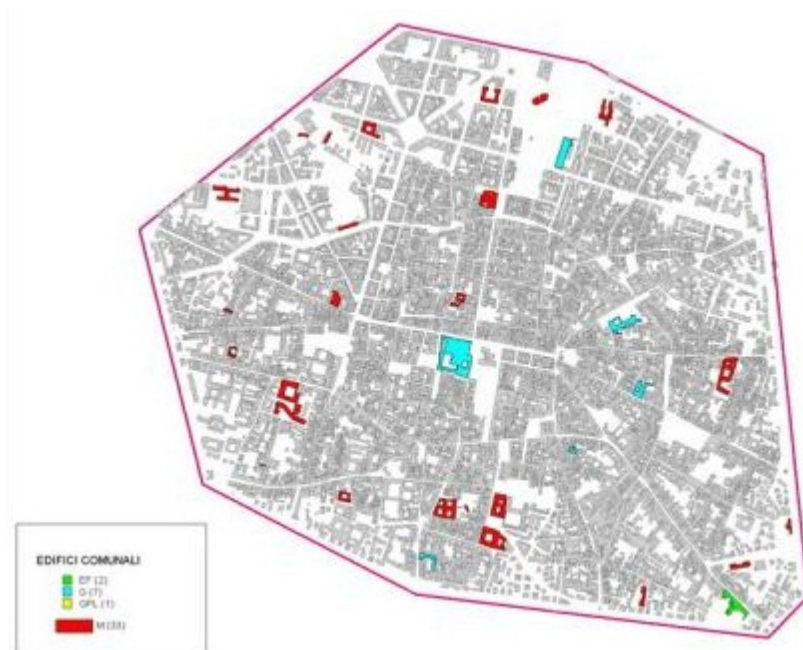 EDIFICI COMUNALI
EF (2)
G (7)
GPL (1)
M (33)